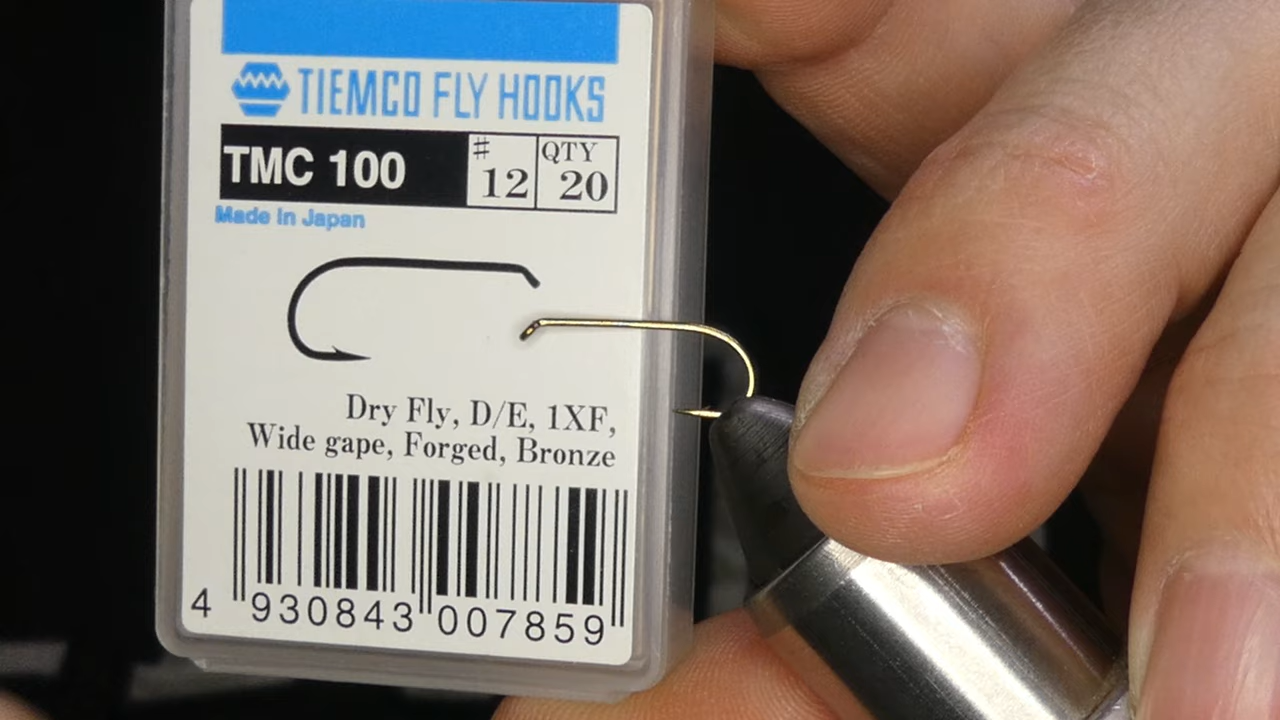 TIEMCO FLY HOOKS
TMC 100 # 12 QTY 20
Made in Japan
Dry Fly, D/E, 1XF,
Wide gape, Forged, Bronze
4 930843 007859